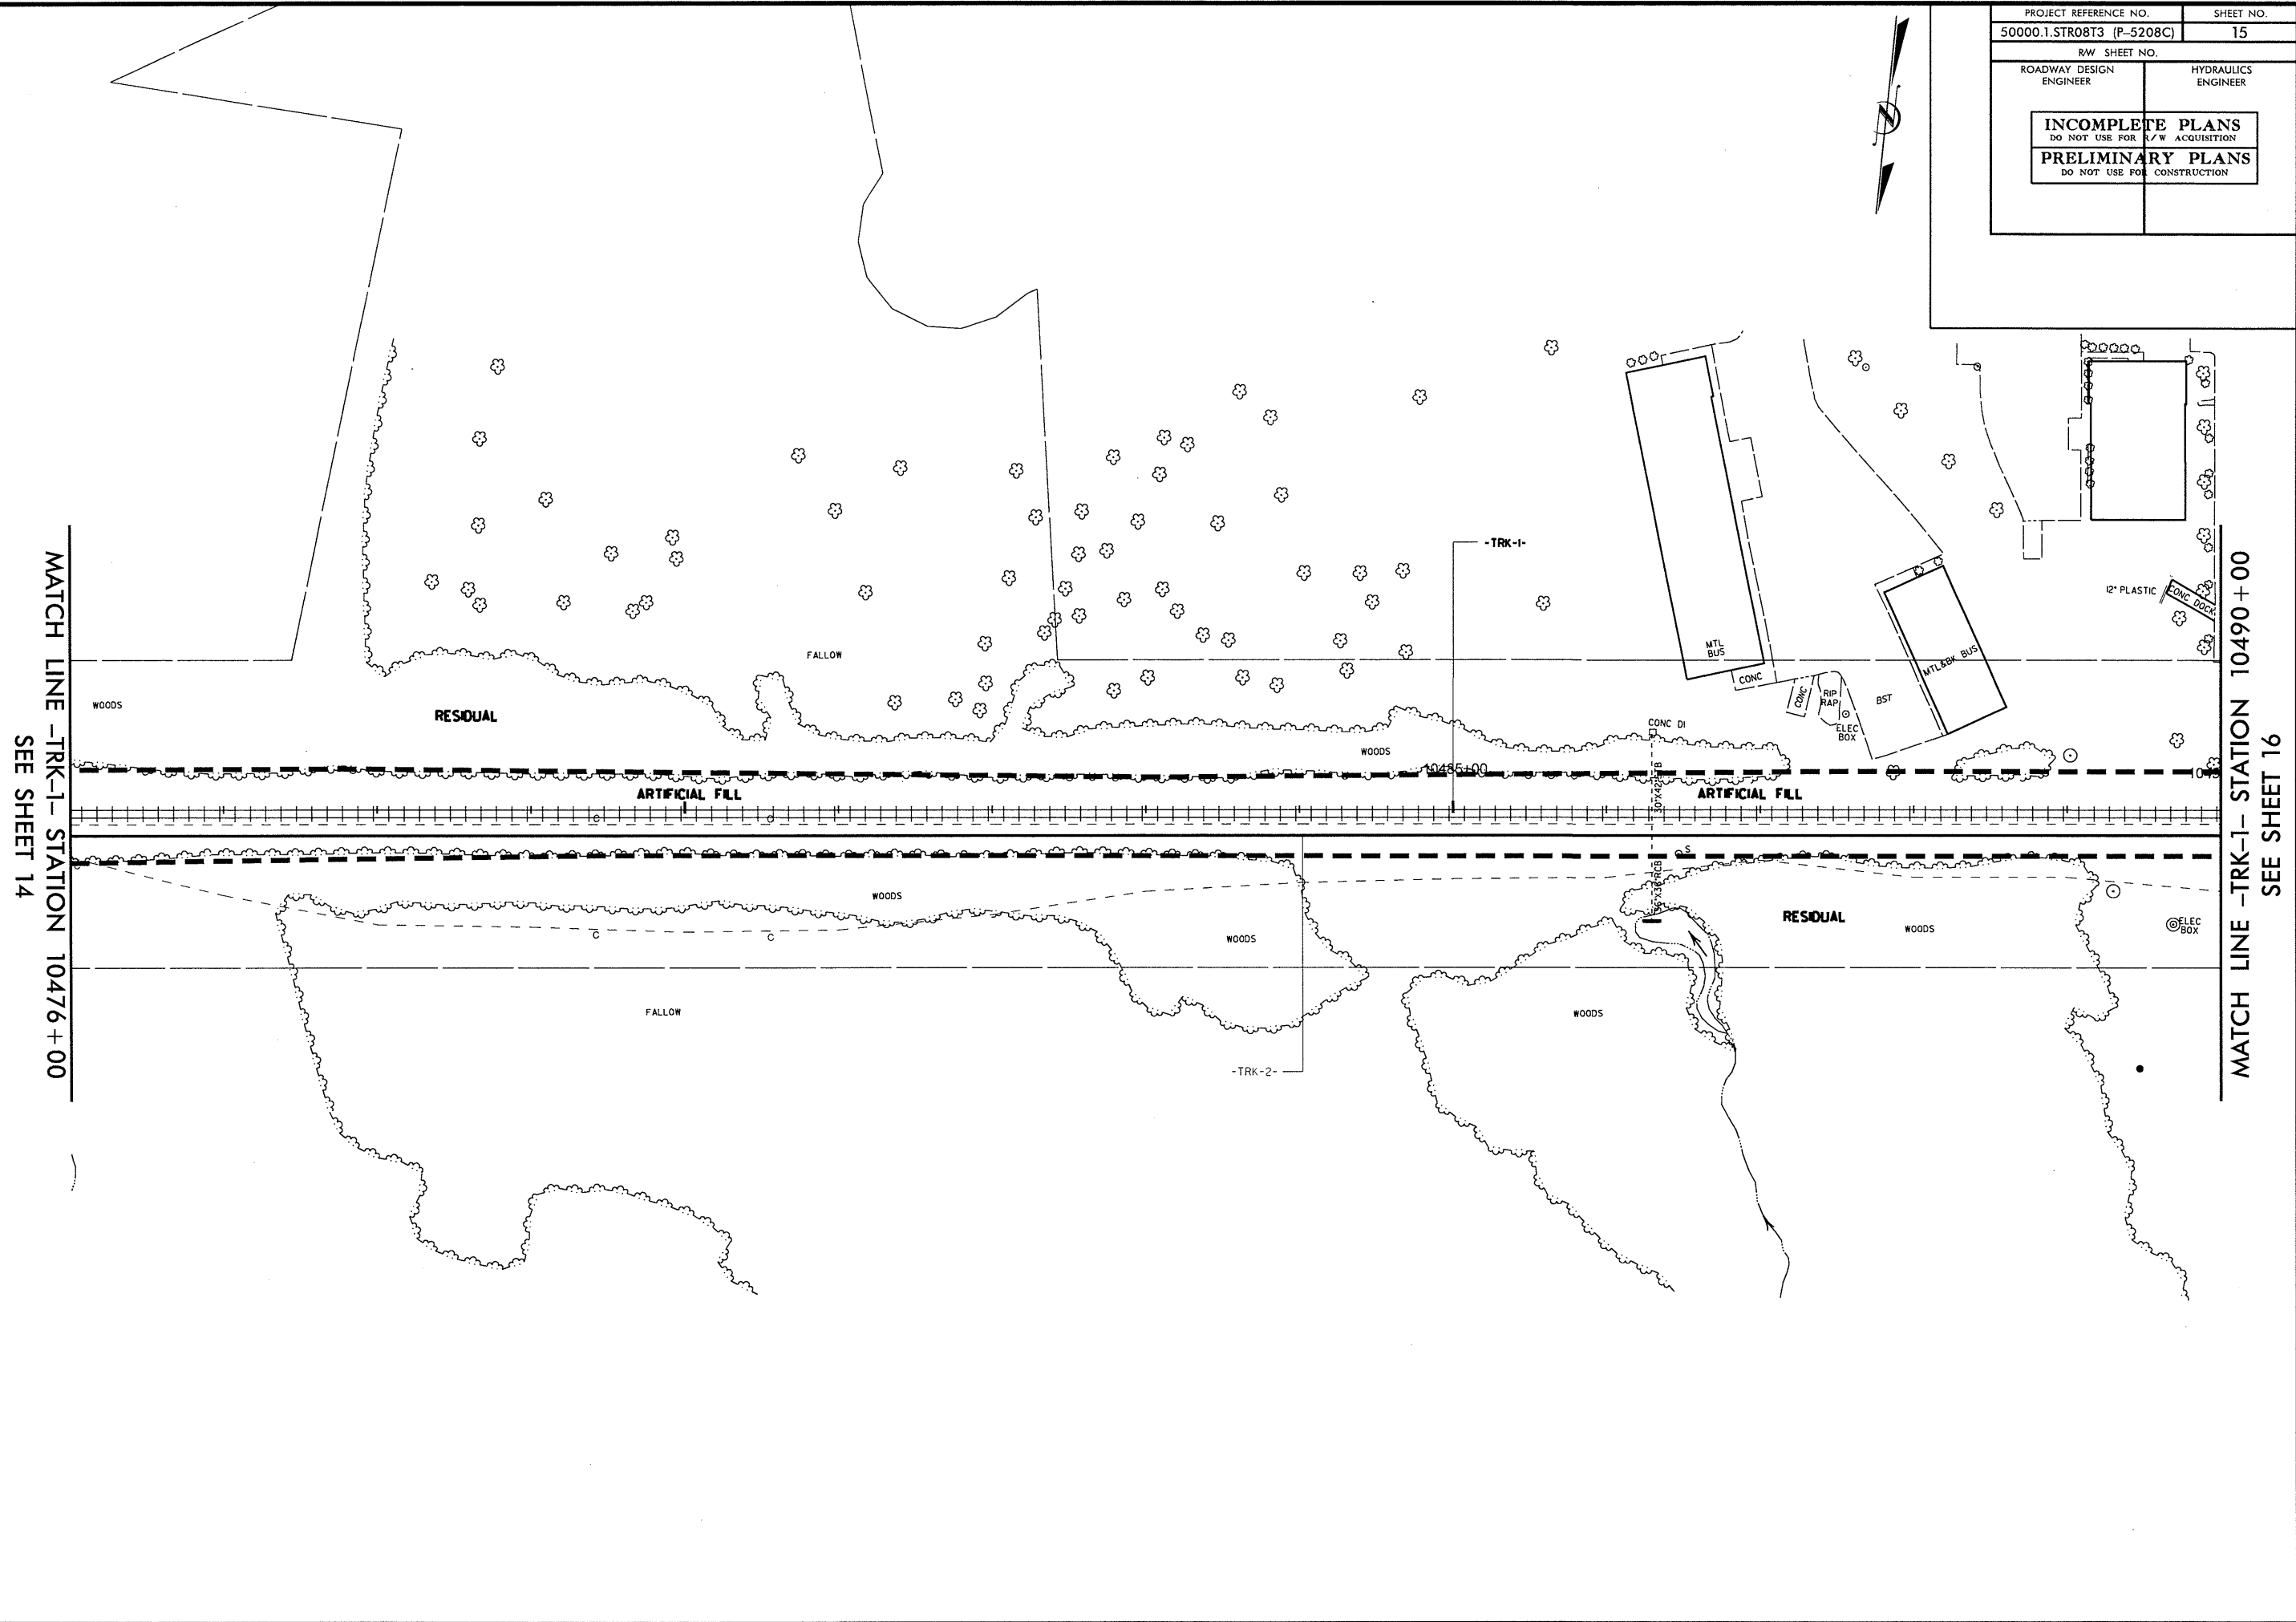 PROJECT REFERENCE NO.
SHEET NO.
50000.1.STR08T3 (P-5208C)
15
R/W SHEET NO.
ROADWAY DESIGN
ENGINEER
HYDRAULICS
ENGINEER
INCOMPLETE PLANS
DO NOT USE FOR R/W ACQUISITION
PRELIMINARY PLANS
DO NOT USE FOR CONSTRUCTION
N
-TRK-1-
12" PLASTIC
CONC DOCK
MTL
BUS
MTL&BK BUS
FALLOW
CONC
CONC
RIP
RAP
BST
ELEC
BOX
WOODS
RESIDUAL
CONC DI
WOODS
10485+00
ARTIFICIAL FILL
ARTIFICIAL FILL
C
C
S
WOODS
RESIDUAL
WOODS
ELEC
BOX
C
C
WOODS
FALLOW
WOODS
-TRK-2-
MATCH LINE -TRK-1- STATION 10476+00
SEE SHEET 14
MATCH LINE -TRK-1- STATION 10490+00
SEE SHEET 16